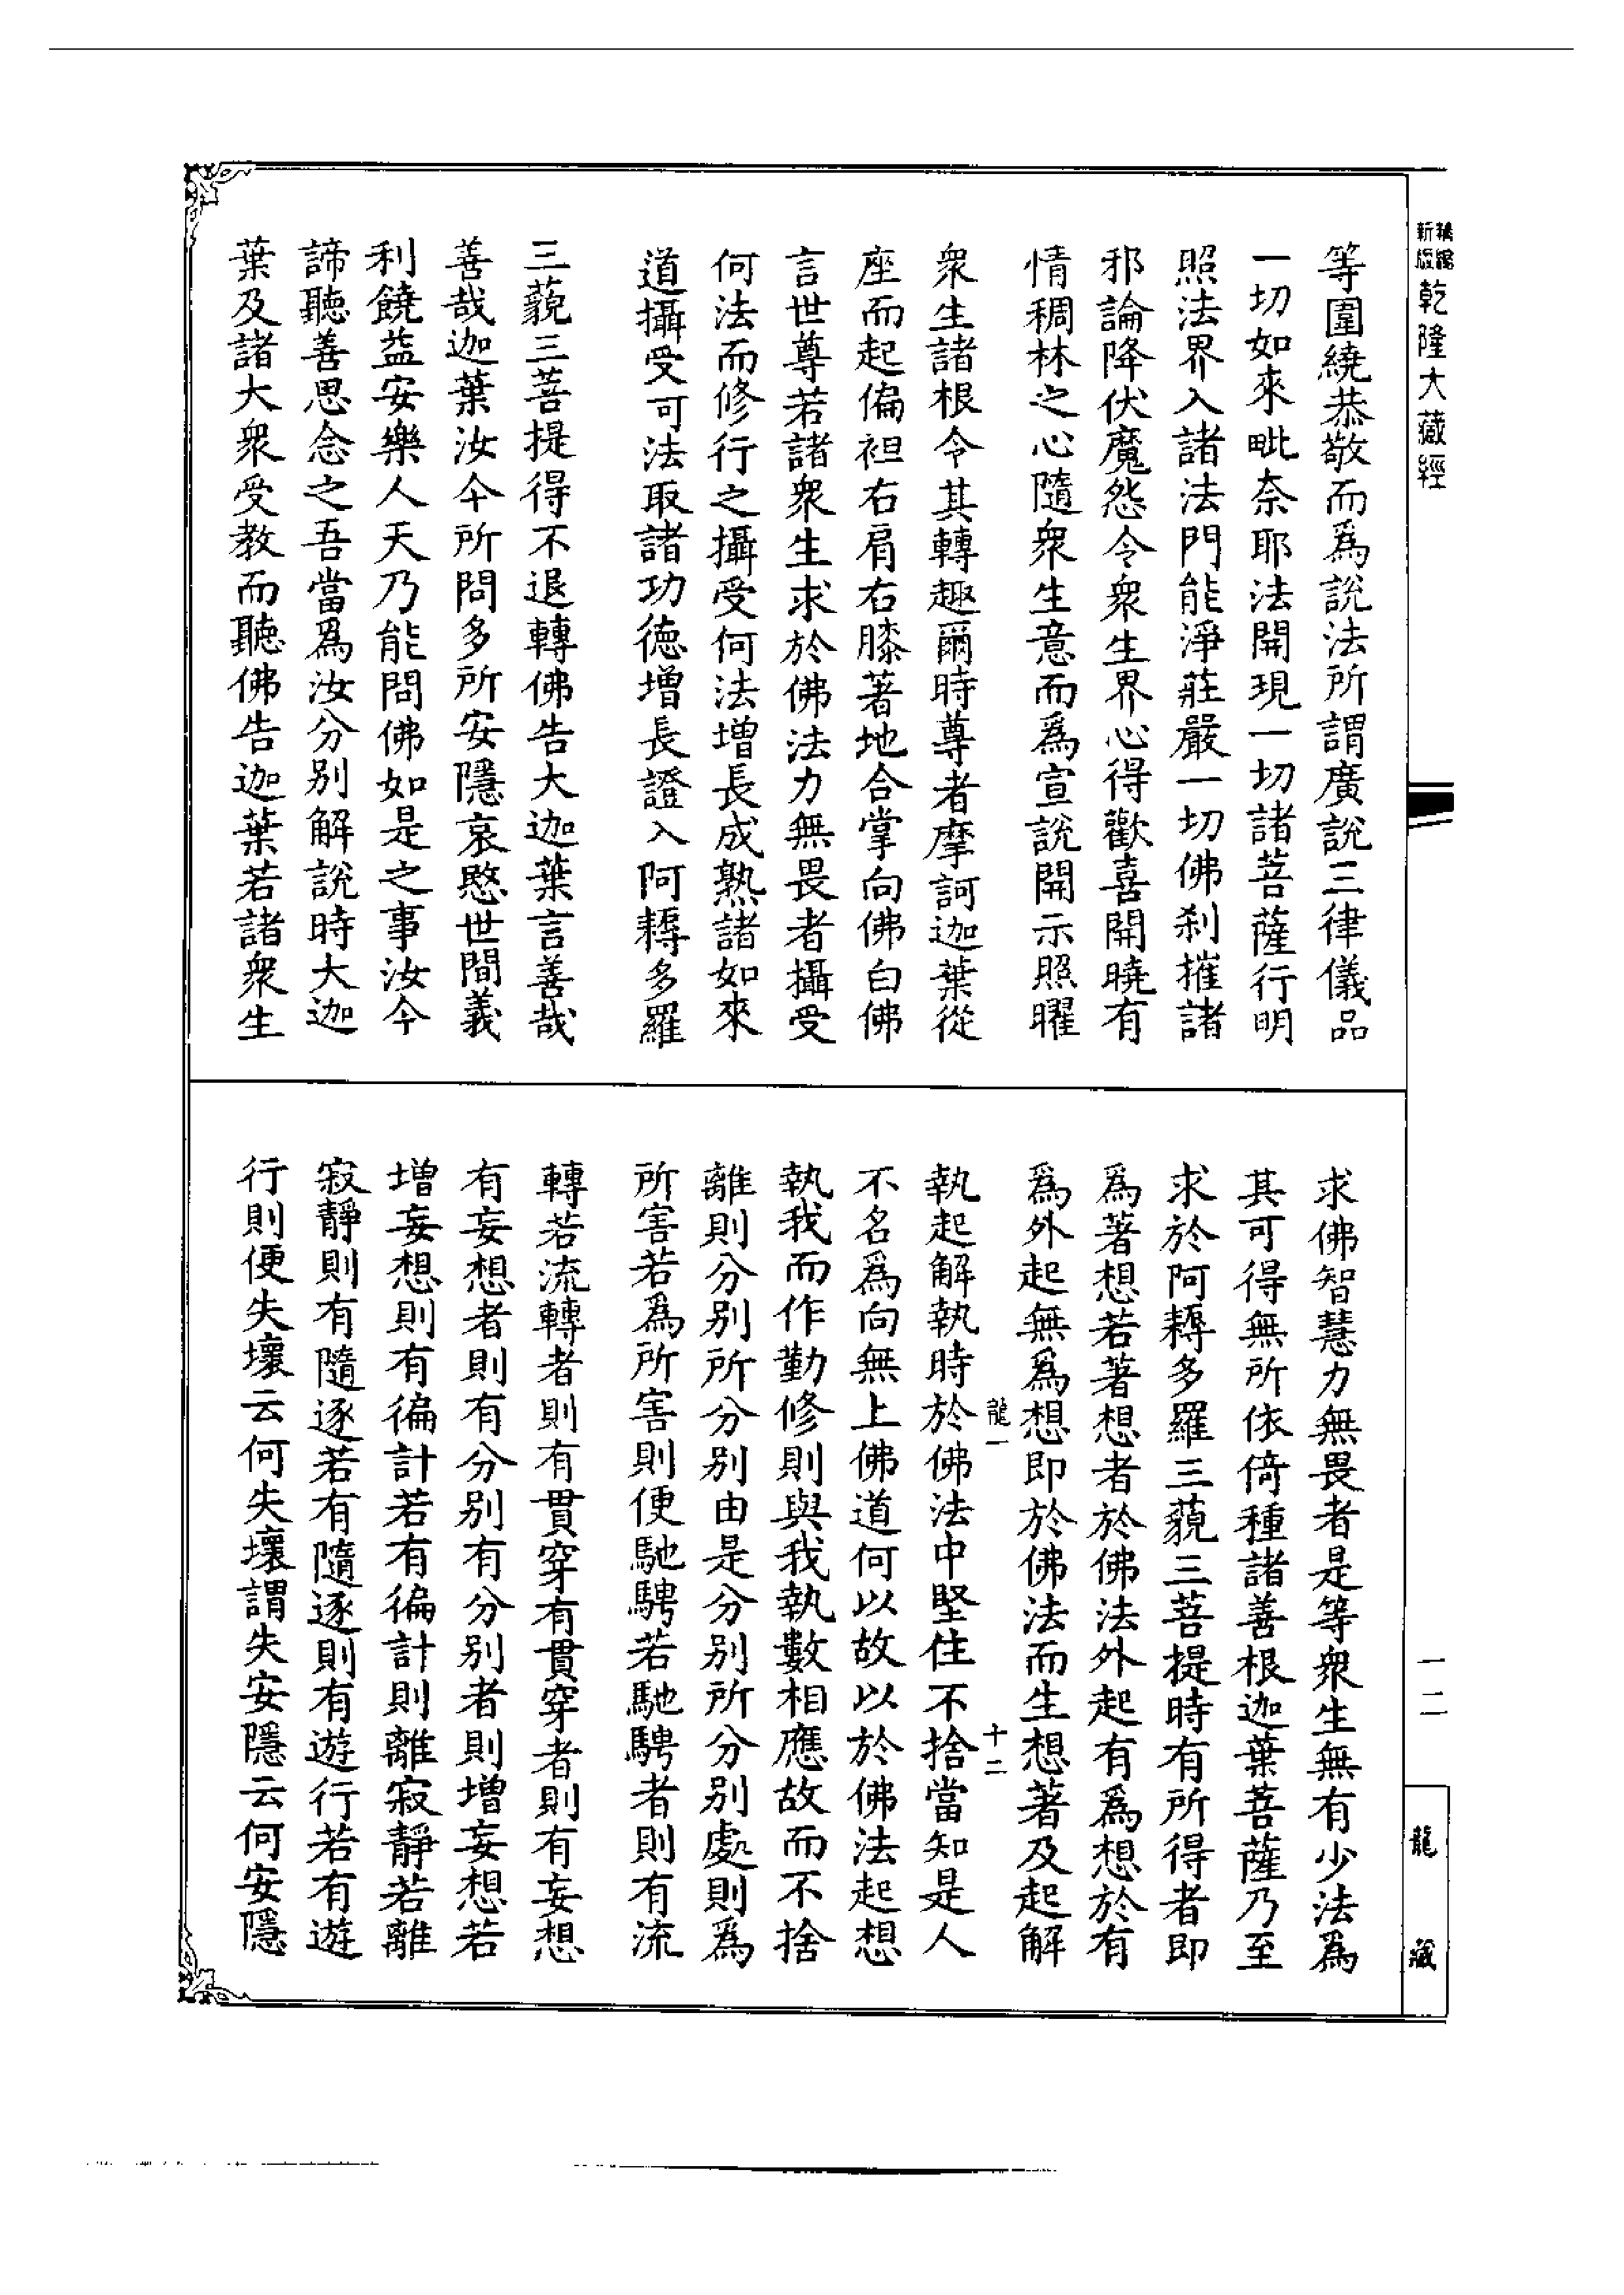 新編縮版乾隆大藏經
等圍繞恭敬而爲說法所謂廣說三律儀品
一切如來毗奈耶法開現一切諸菩薩行明
照法界入諸法門能淨莊嚴一切佛刹摧諸
邪論降伏魔怨令衆生界心得歡喜開曉有
情稠林之心隨衆生意而爲宣說開示照曜
衆生諸根令其轉趣爾時尊者摩訶迦葉從
座而起偏袒右肩右膝著地合掌向佛白佛
言世尊若諸衆生求於佛法力無畏者攝受
何法而修行之攝受何法增長成熟諸如來
道攝受可法取諸功德增長證入阿耨多羅
三藐三菩提得不退轉佛告大迦葉言善哉
善哉迦葉汝今所問多所安隱哀愍世間義
利饒益安樂人天乃能問佛如是之事汝今
諦聽善思念之吾當爲汝分别解說時大迦
葉及諸大衆受教而聽佛告迦葉若諸衆生
求佛智慧力無畏者是等衆生無有少法爲
其可得無所依倚種諸善根迦葉菩薩乃至
求於阿耨多羅三藐三菩提時有所得者即
爲著想若著想者於佛法外起有爲想於有
爲外起無爲想即於佛法而生想著及起解
龍一 十二
執起解執時於佛法中堅住不捨當知是人
不名爲向無上佛道何以故以於佛法起想
執我而作勤修則與我執數相應故而不捨
離則分别所分别由是分别所分别處則爲
所害若爲所害則便馳騁若馳騁者則有流
轉若流轉者則有貫穿有貫穿者則有妄想
有妄想者則有分别有分别者則增妄想若
增妄想則有徧計若有徧計則離寂靜若離
寂靜則有隨逐若有隨逐則有遊行若有遊
行則便失壞云何失壞謂失安隱云何安隱
一二
龍藏